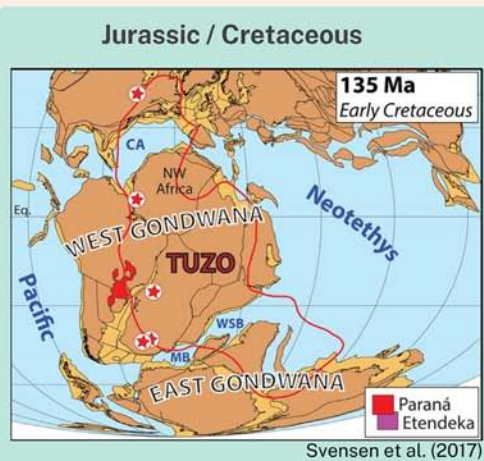 Jurassic / Cretaceous
135 Ma
Early Cretaceous
CA
NW
Africa
Eq.
WEST GONDWANA
Neotethys
TUZO
Pacific
WSB
MB
EAST GONDWANA
Paraná
Etendeka
Svensen et al. (2017)